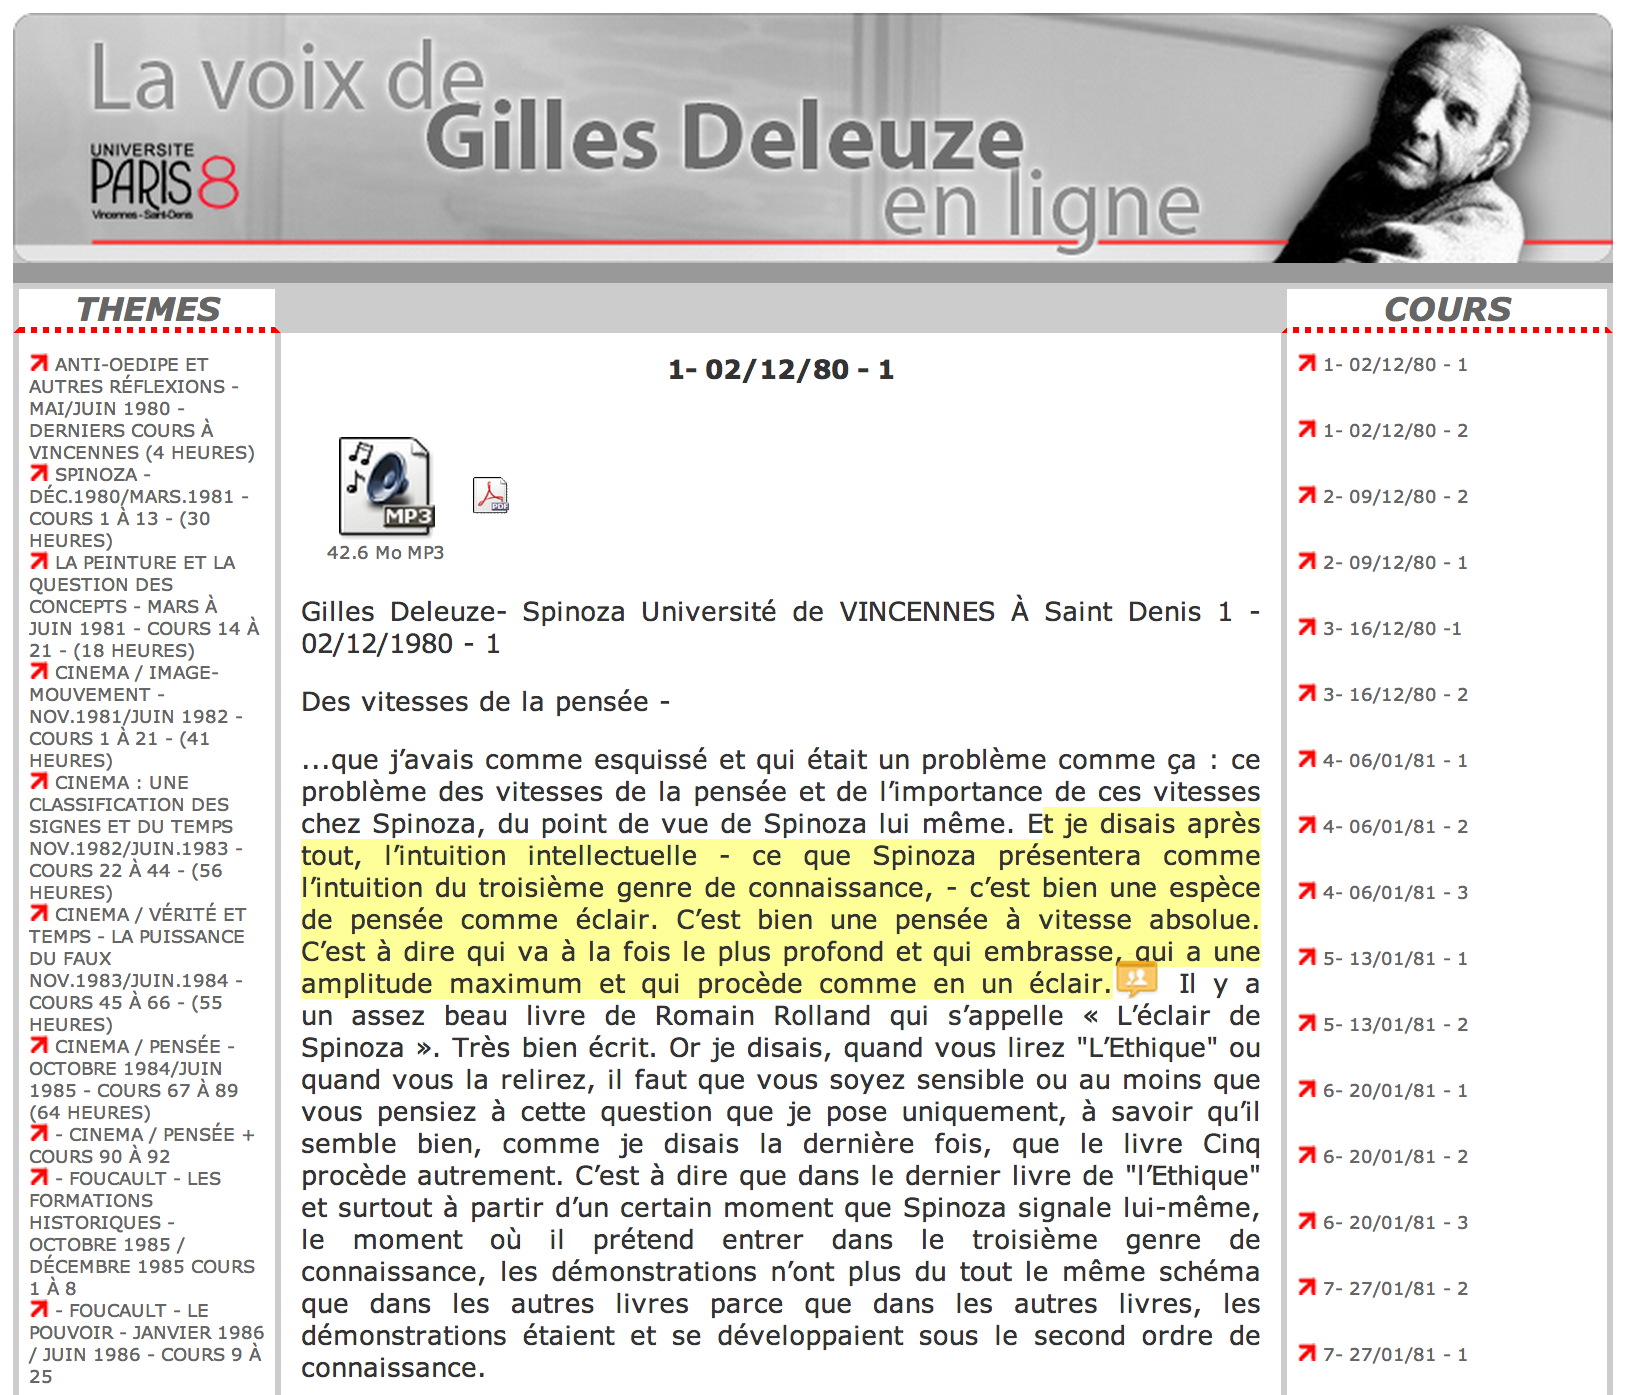 La voix de
Gilles Deleuze
en ligne
UNIVERSITE
PARIS 8
Vincennes - Saint-Denis
THEMES
ANTI-OEDIPE ET
AUTRES RÉFLEXIONS -
MAI/JUIN 1980 -
DERNIERS COURS À
VINCENNES (4 HEURES)
SPINOZA -
DÉC.1980/MARS.1981 -
COURS 1 À 13 - (30
HEURES)
LA PEINTURE ET LA
QUESTION DES
CONCEPTS - MARS À
JUIN 1981 - COURS 14 À
21 - (18 HEURES)
CINEMA / IMAGE-
MOUVEMENT -
NOV.1981/JUIN 1982 -
COURS 1 À 21 - (41
HEURES)
CINEMA : UNE
CLASSIFICATION DES
SIGNES ET DU TEMPS
NOV.1982/JUIN.1983 -
COURS 22 À 44 - (56
HEURES)
CINEMA / VÉRITÉ ET
TEMPS - LA PUISSANCE
DU FAUX
NOV.1983/JUIN.1984 -
COURS 45 À 66 - (55
HEURES)
CINEMA / PENSÉE -
OCTOBRE 1984/JUIN
1985 - COURS 67 À 89
(64 HEURES)
- CINEMA / PENSÉE +
COURS 90 À 92
- FOUCAULT - LES
FORMATIONS
HISTORIQUES -
OCTOBRE 1985 /
DÉCEMBRE 1985 COURS
1 À 8
- FOUCAULT - LE
POUVOIR - JANVIER 1986
/ JUIN 1986 - COURS 9 À
25
1- 02/12/80 - 1
MP3
PDF
42.6 Mo MP3
Gilles Deleuze- Spinoza Université de VINCENNES À Saint Denis 1 -
02/12/1980 - 1
Des vitesses de la pensée -
...que j’avais comme esquissé et qui était un problème comme ça : ce
problème des vitesses de la pensée et de l’importance de ces vitesses
chez Spinoza, du point de vue de Spinoza lui même. Et je disais après
tout, l’intuition intellectuelle - ce que Spinoza présentera comme
l’intuition du troisième genre de connaissance, - c’est bien une espèce
de pensée comme éclair. C’est bien une pensée à vitesse absolue.
C’est à dire qui va à la fois le plus profond et qui embrasse, qui a une
amplitude maximum et qui procède comme en un éclair. Il y a
un assez beau livre de Romain Rolland qui s’appelle « L’éclair de
Spinoza ». Très bien écrit. Or je disais, quand vous lirez "L’Ethique" ou
quand vous la relirez, il faut que vous soyez sensible ou au moins que
vous pensiez à cette question que je pose uniquement, à savoir qu’il
semble bien, comme je disais la dernière fois, que le livre Cinq
procède autrement. C’est à dire que dans le dernier livre de "l’Ethique"
et surtout à partir d’un certain moment que Spinoza signale lui-même,
le moment où il prétend entrer dans le troisième genre de
connaissance, les démonstrations n’ont plus du tout le même schéma
que dans les autres livres parce que dans les autres livres, les
démonstrations étaient et se développaient sous le second ordre de
connaissance.
COURS
1- 02/12/80 - 1
1- 02/12/80 - 2
2- 09/12/80 - 2
2- 09/12/80 - 1
3- 16/12/80 -1
3- 16/12/80 - 2
4- 06/01/81 - 1
4- 06/01/81 - 2
4- 06/01/81 - 3
5- 13/01/81 - 1
5- 13/01/81 - 2
6- 20/01/81 - 1
6- 20/01/81 - 2
6- 20/01/81 - 3
7- 27/01/81 - 2
7- 27/01/81 - 1